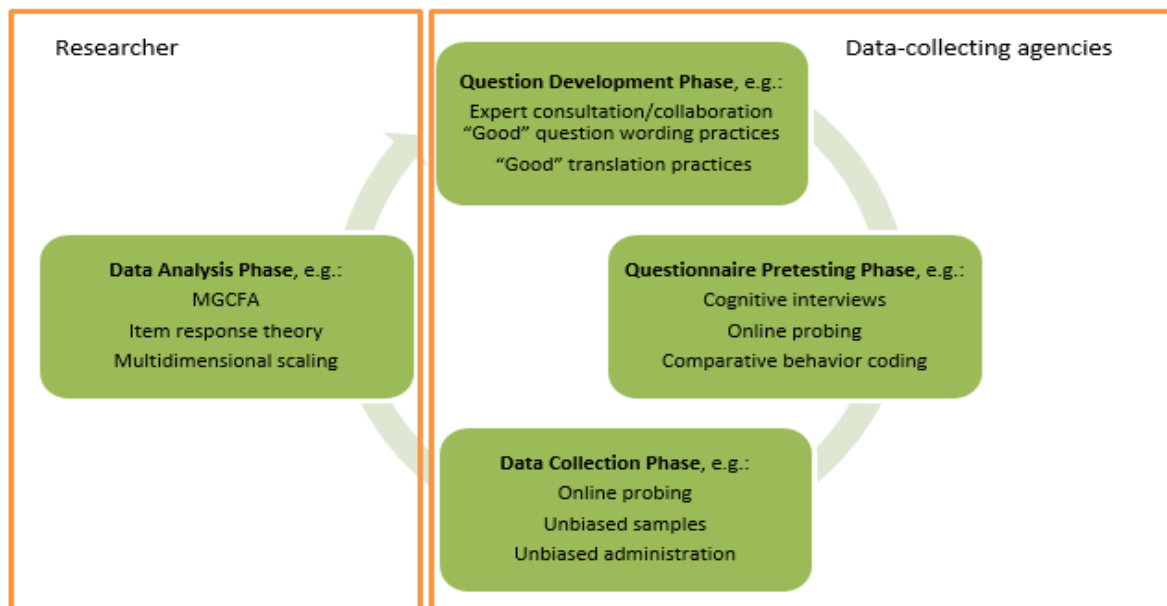 Researcher
Data-collecting agencies
Question Development Phase, e.g.:
Expert consultation/collaboration
“Good” question wording practices
“Good” translation practices
Data Analysis Phase, e.g.:
MGCFA
Item response theory
Multidimensional scaling
Questionnaire Pretesting Phase, e.g.:
Cognitive interviews
Online probing
Comparative behavior coding
Data Collection Phase, e.g.:
Online probing
Unbiased samples
Unbiased administration